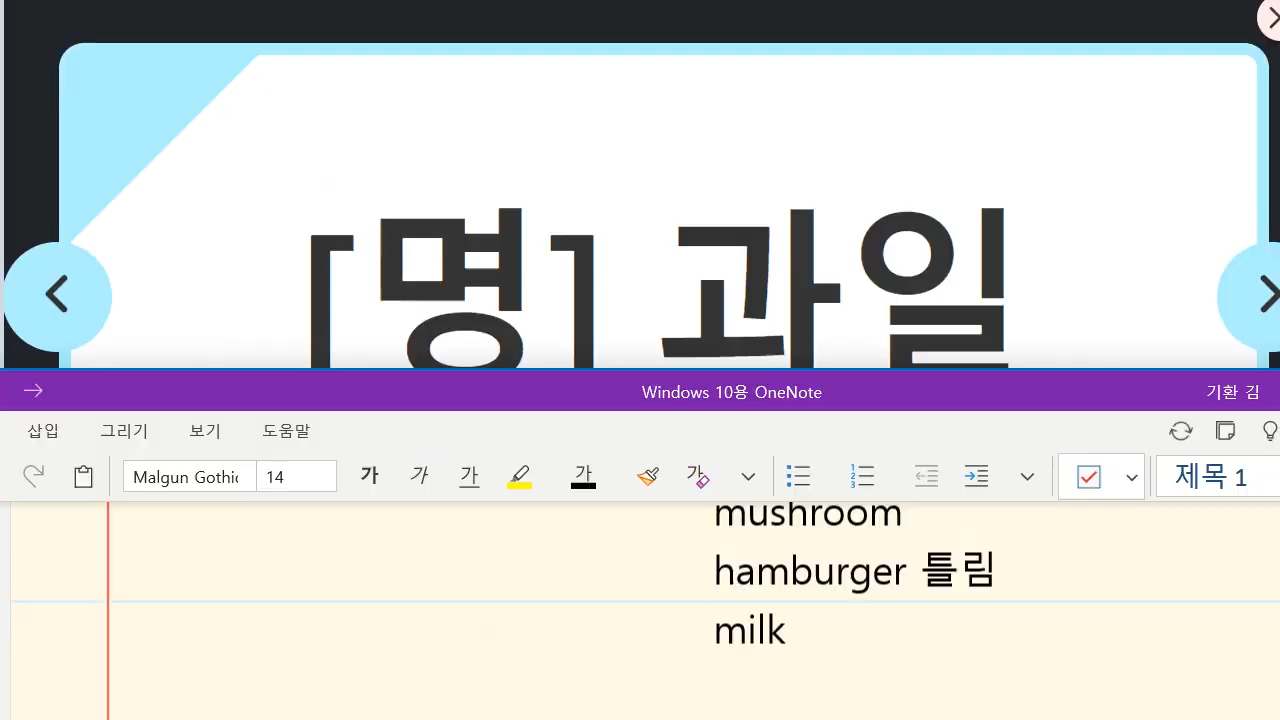 [명] 과일
Windows 10용 OneNote
기환 김
삽입 그리기 보기 도움말
Malgun Gothic 14 가 가 가 가 가 제목 1
mushroom
hamburger 틀림
milk